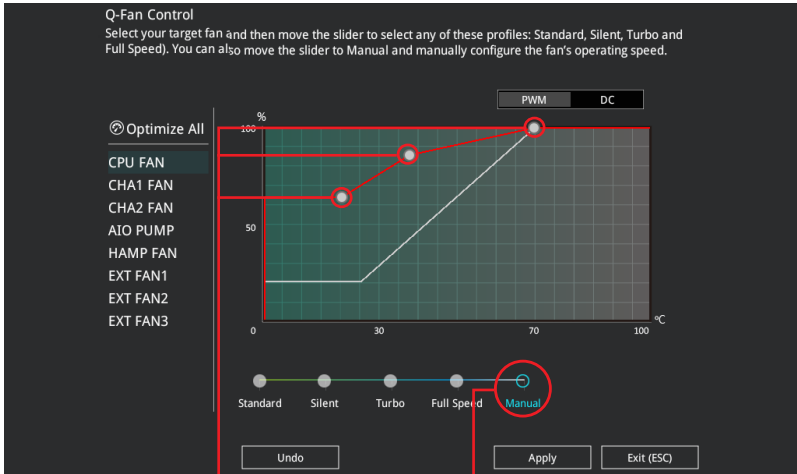 Q-Fan Control
Select your target fan and then move the slider to select any of these profiles: Standard, Silent, Turbo and
Full Speed). You can also move the slider to Manual and manually configure the fan's operating speed.
PWM DC
%
Optimize All
100
CPU FAN
CHA1 FAN
CHA2 FAN
50
AIO PUMP
HAMP FAN
EXT FAN1
EXT FAN2
EXT FAN3
ºC
0 30 70 100
Standard Silent Turbo Full Speed Manual
Undo Apply Exit (ESC)